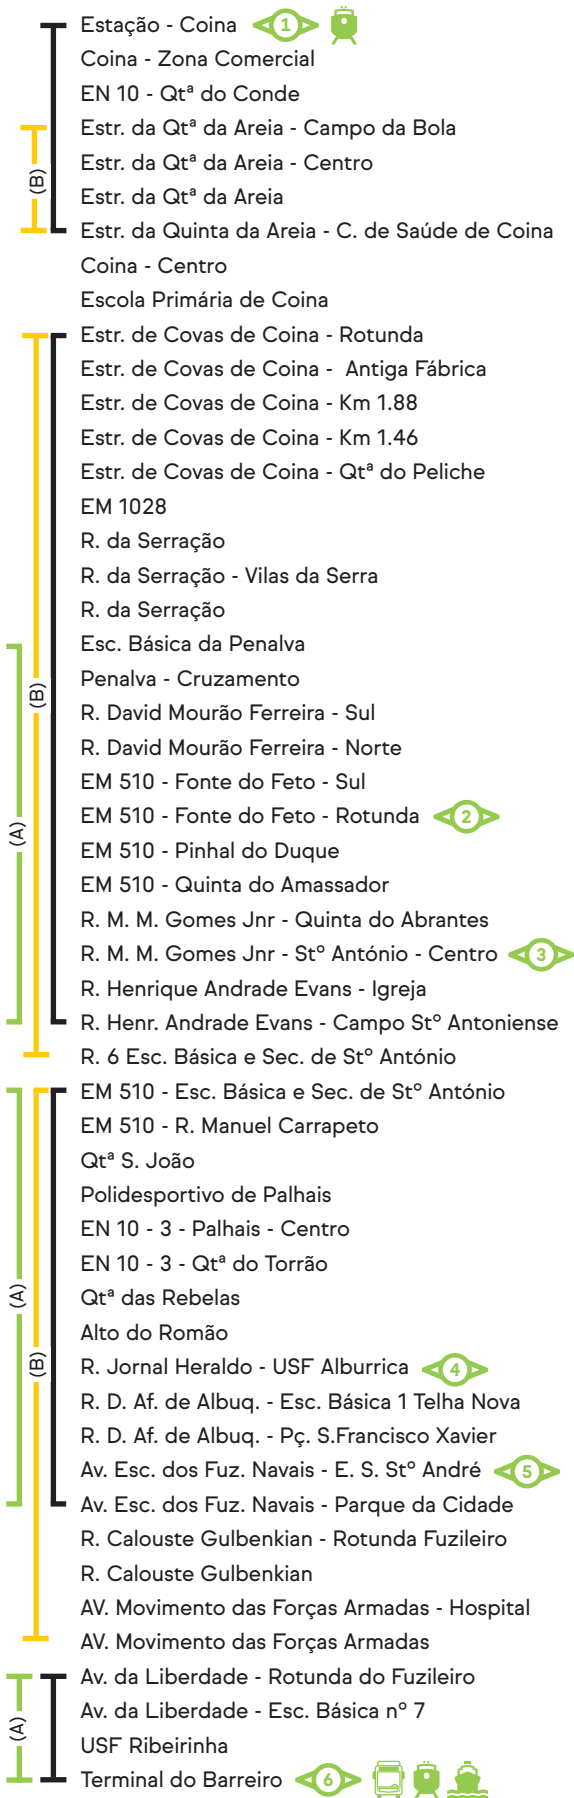 Estação - Coina 1
Coina - Zona Comercial
EN 10 - Qtª do Conde
Estr. da Qtª da Areia - Campo da Bola
Estr. da Qtª da Areia - Centro
(B)
Estr. da Qtª da Areia
Estr. da Quinta da Areia - C. de Saúde de Coina
Coina - Centro
Escola Primária de Coina
Estr. de Covas de Coina - Rotunda
Estr. de Covas de Coina - Antiga Fábrica
Estr. de Covas de Coina - Km 1.88
Estr. de Covas de Coina - Km 1.46
Estr. de Covas de Coina - Qtª do Peliche
EM 1028
R. da Serração
R. da Serração - Vilas da Serra
R. da Serração
Esc. Básica da Penalva
Penalva - Cruzamento
(B)
R. David Mourão Ferreira - Sul
R. David Mourão Ferreira - Norte
EM 510 - Fonte do Feto - Sul
EM 510 - Fonte do Feto - Rotunda 2
(A)
EM 510 - Pinhal do Duque
EM 510 - Quinta do Amassador
R. M. M. Gomes Jnr - Quinta do Abrantes
R. M. M. Gomes Jnr - Stº António - Centro 3
R. Henrique Andrade Evans - Igreja
R. Henr. Andrade Evans - Campo Stº Antoniense
R. 6 Esc. Básica e Sec. de Stº António
EM 510 - Esc. Básica e Sec. de Stº António
EM 510 - R. Manuel Carrapeto
Qtª S. João
Polidesportivo de Palhais
EN 10 - 3 - Palhais - Centro
EN 10 - 3 - Qtª do Torrão
(A)
Qtª das Rebelas
Alto do Romão
(B)
R. Jornal Heraldo - USF Alburrica 4
R. D. Af. de Albuq. - Esc. Básica 1 Telha Nova
R. D. Af. de Albuq. - Pç. S.Francisco Xavier
Av. Esc. dos Fuz. Navais - E. S. Stº André 5
Av. Esc. dos Fuz. Navais - Parque da Cidade
R. Calouste Gulbenkian - Rotunda Fuzileiro
R. Calouste Gulbenkian
AV. Movimento das Forças Armadas - Hospital
AV. Movimento das Forças Armadas
Av. da Liberdade - Rotunda do Fuzileiro
Av. da Liberdade - Esc. Básica nº 7
(A)
USF Ribeirinha
Terminal do Barreiro 6